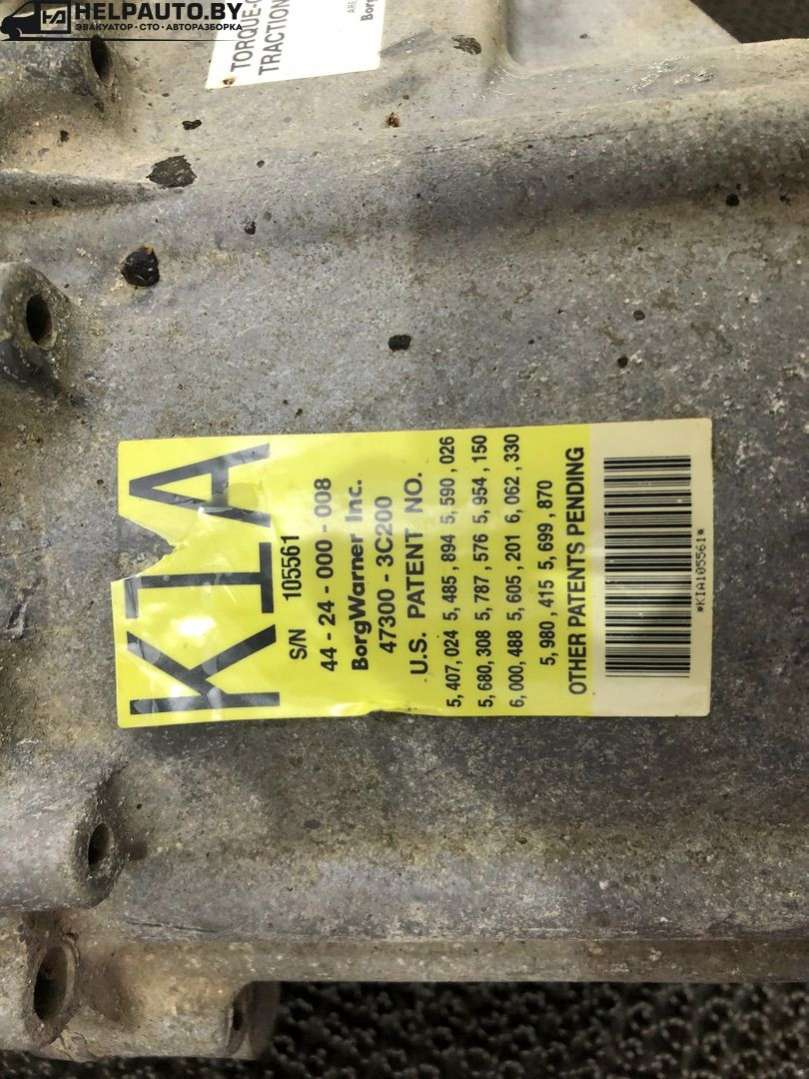 HELPAUTO.BY
ЭВАКУАТОР • СТО • АВТОРАЗБОРКА
TORQUE-
TRACTION
Borg
KIA
S/N 105561
44 - 24 - 000 - 008
BorgWarner Inc.
47300 - 3C200
U.S. PATENT NO.
5,407,024 5,485,894 5,590,026
5,680,308 5,787,576 5,954,150
6,000,488 5,605,201 6,062,330
5,980,415 5,699,870
OTHER PATENTS PENDING
*KIA105561*